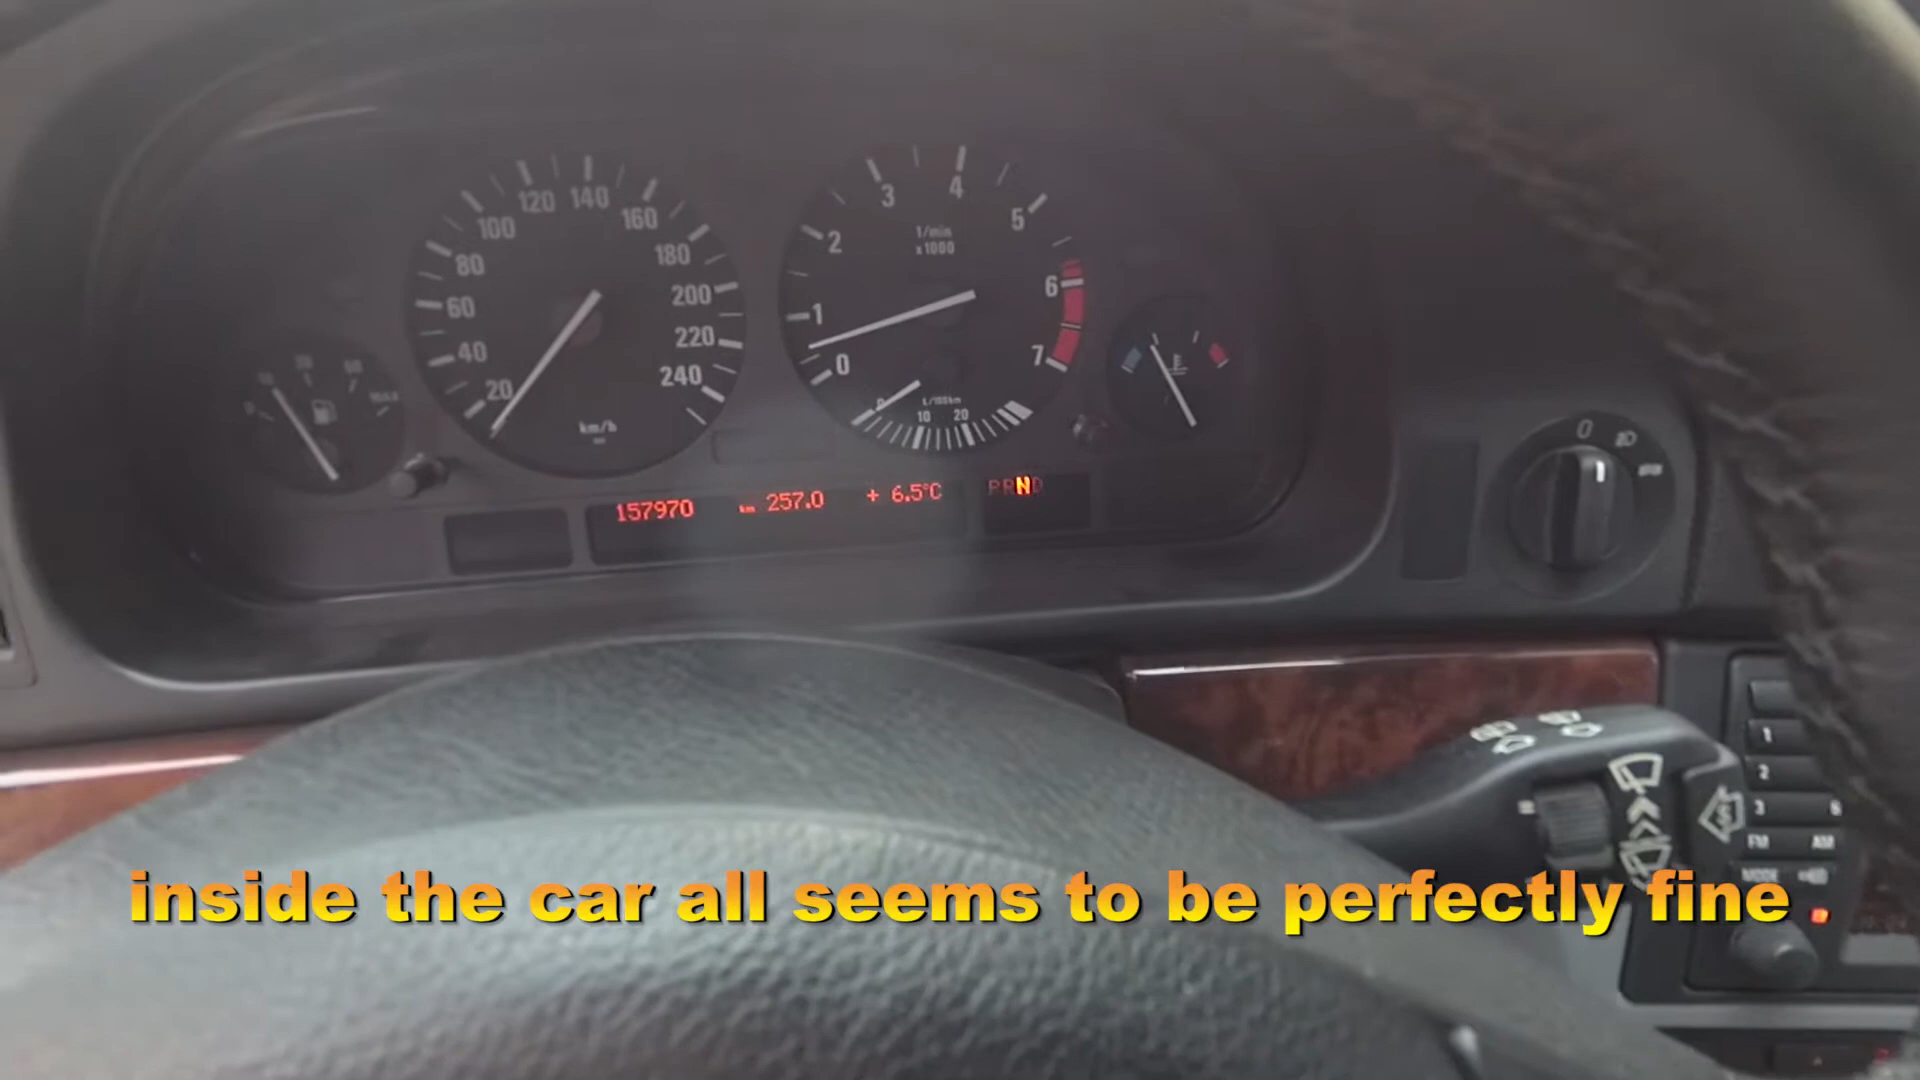 120 140
100 160
80 180
60 200
40 220
20 240
km/h
3 4
2 5
1/min
x1000
1 6
0 7
L/100km
0 10 20
157970 km 257.0 + 6.5°C PRND
0
1
2
3
FM AM
MODE
inside the car all seems to be perfectly fine